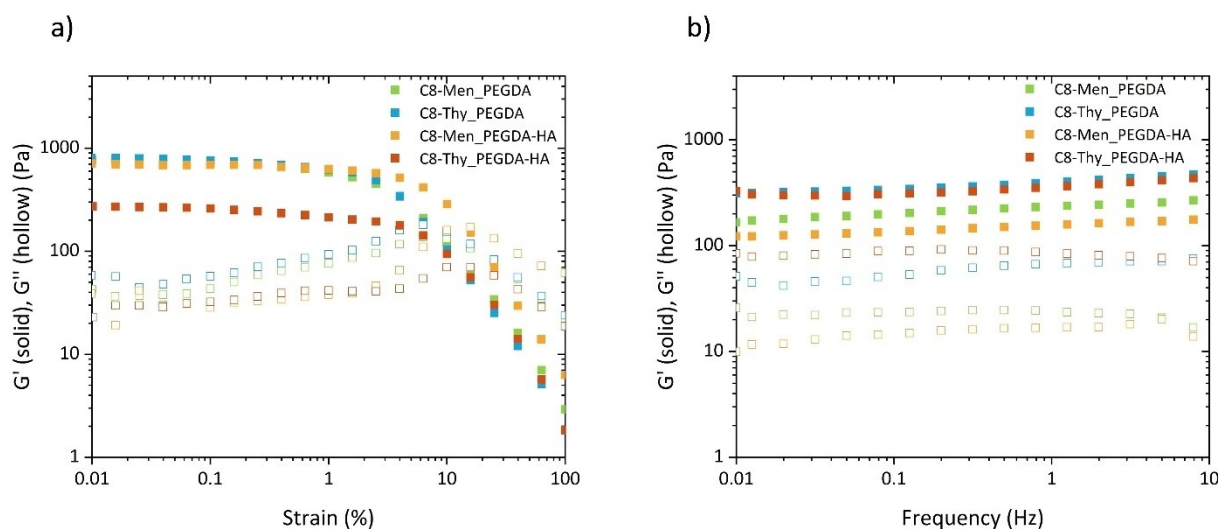 a)
G' (solid), G'' (hollow) (Pa)
1000
100
10
1
0.01
0.1
1
10
100
Strain (%)
C8-Men_PEGDA
C8-Thy_PEGDA
C8-Men_PEGDA-HA
C8-Thy_PEGDA-HA
b)
G' (solid), G'' (hollow) (Pa)
1000
100
10
1
0.01
0.1
1
10
Frequency (Hz)
C8-Men_PEGDA
C8-Thy_PEGDA
C8-Men_PEGDA-HA
C8-Thy_PEGDA-HA